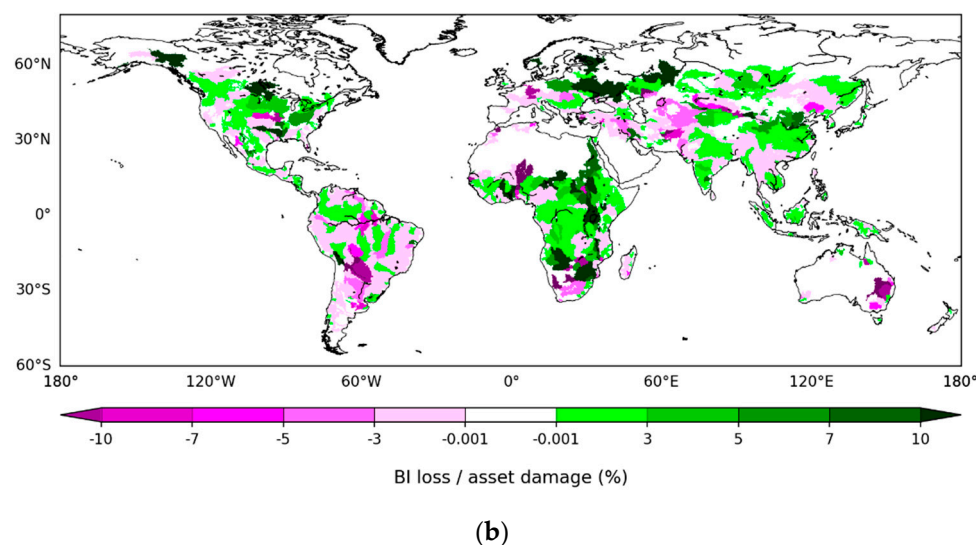 60°N
30°N
0°
30°S
60°S
180° 120°W 60°W 0° 60°E 120°E 180°
-10 -7 -5 -3 -0.001 -0.001 3 5 7 10
BI loss / asset damage (%)
(b)